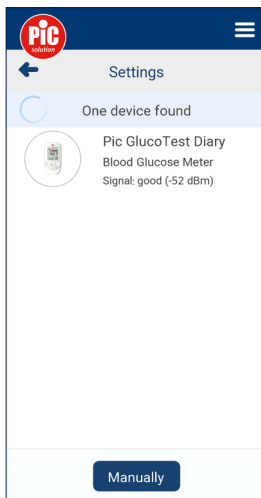 PiC
solution
Settings
One device found
Pic GlucoTest Diary
Blood Glucose Meter
Signal: good (-52 dBm)
Manually